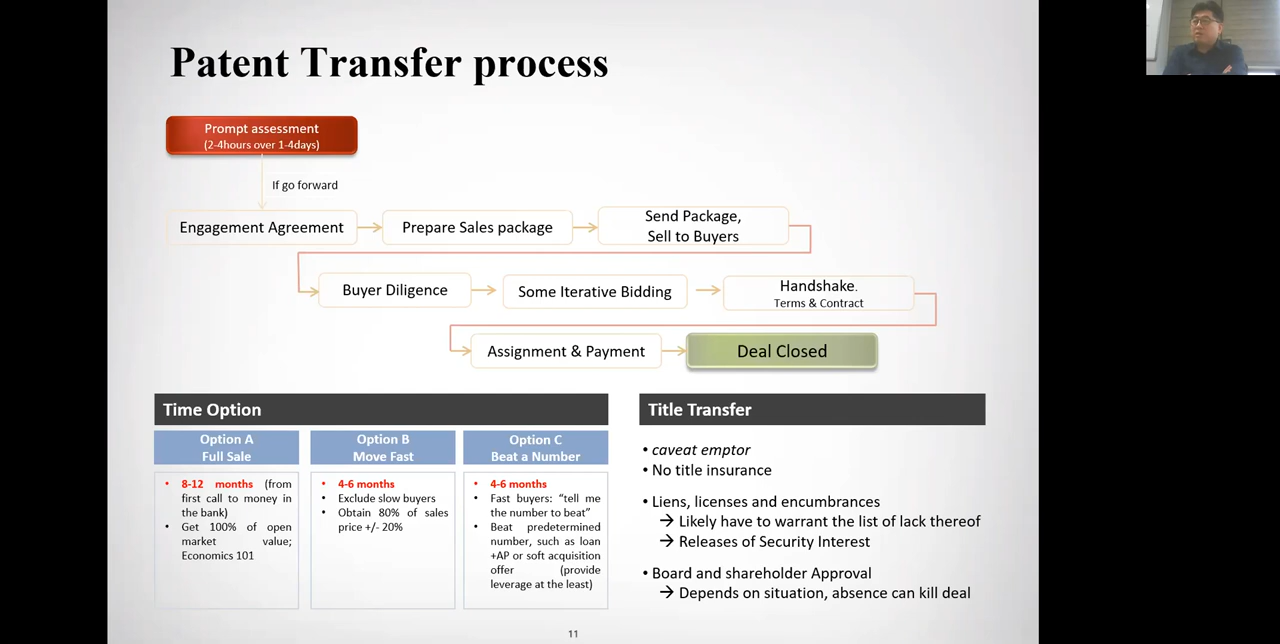 Patent Transfer process
Prompt assessment
(2-4hours over 1-4days)
If go forward
Engagement Agreement
Prepare Sales package
Send Package,
Sell to Buyers
Buyer Diligence
Some Iterative Bidding
Handshake.
Terms & Contract
Assignment & Payment
Deal Closed
Time Option
Option A
Full Sale
• 8-12 months (from
first call to money in
the bank)
• Get 100% of open
market value;
Economics 101
Option B
Move Fast
• 4-6 months
• Exclude slow buyers
• Obtain 80% of sales
price +/- 20%
Option C
Beat a Number
• 4-6 months
• Fast buyers: “tell me
the number to beat”
• Beat predetermined
number, such as loan
+AP or soft acquisition
offer (provide
leverage at the least)
Title Transfer
• caveat emptor
• No title insurance
• Liens, licenses and encumbrances
→ Likely have to warrant the list of lack thereof
→ Releases of Security Interest
• Board and shareholder Approval
→ Depends on situation, absence can kill deal
11